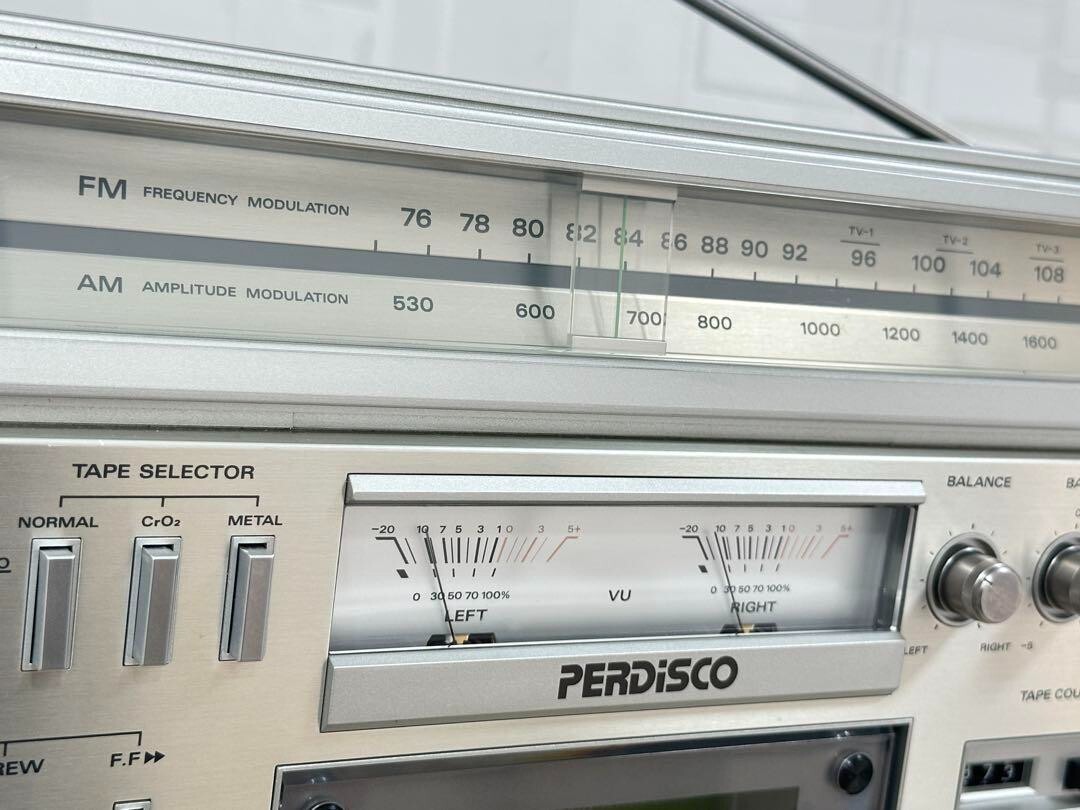 TV-1 TV-2 TV-3
FM FREQUENCY MODULATION 76 78 80 82 84 86 88 90 92 96 100 104 108
AM AMPLITUDE MODULATION 530 600 700 800 1000 1200 1400 1600
TAPE SELECTOR
NORMAL CrO₂ METAL
-20 10 7 5 3 1 0 3 5+
0 30 50 70 100%
LEFT
VU
-20 10 7 5 3 1 0 3 5+
0 30 50 70 100%
RIGHT
PERDiSCO
BALANCE
LEFT RIGHT -5
TAPE COU
REW F.F
73